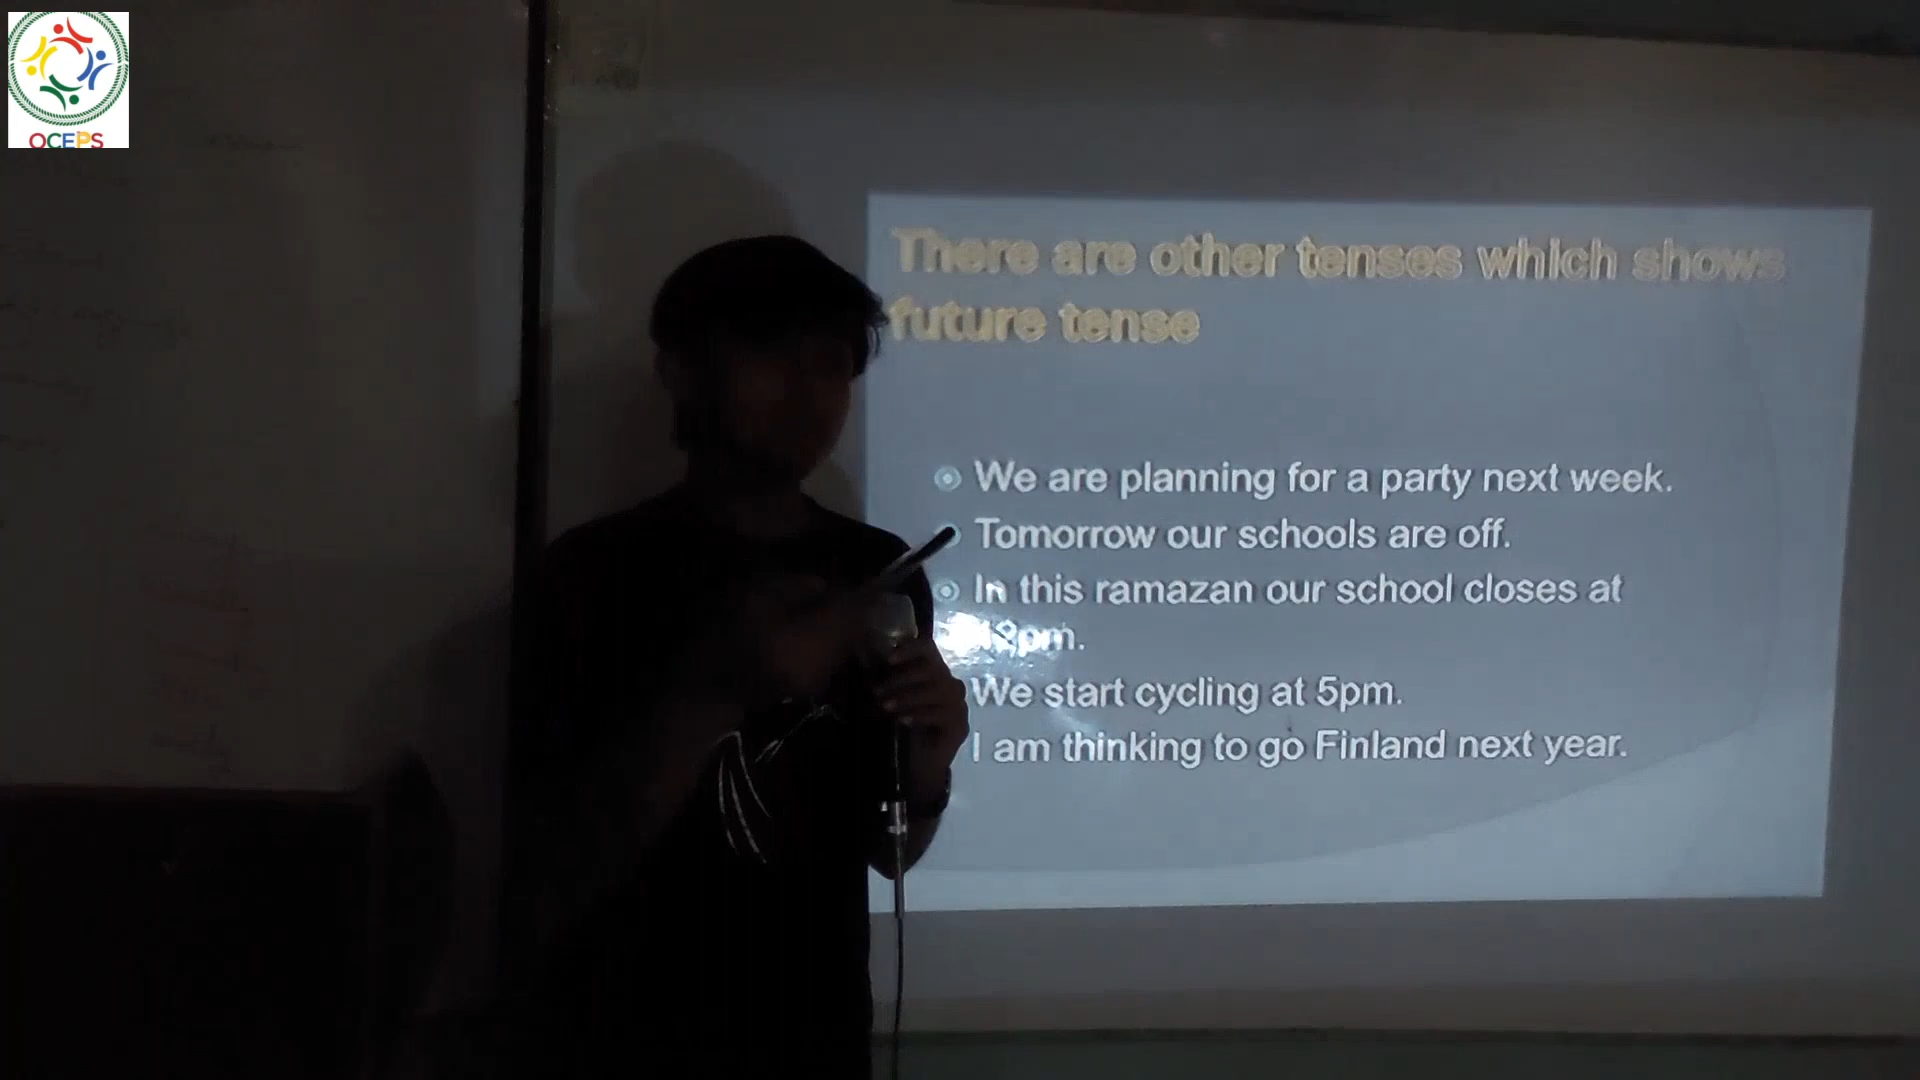 OCEPS
There are other tenses which shows
future tense
We are planning for a party next week.
Tomorrow our schools are off.
In this ramazan our school closes at
12pm.
We start cycling at 5pm.
I am thinking to go Finland next year.